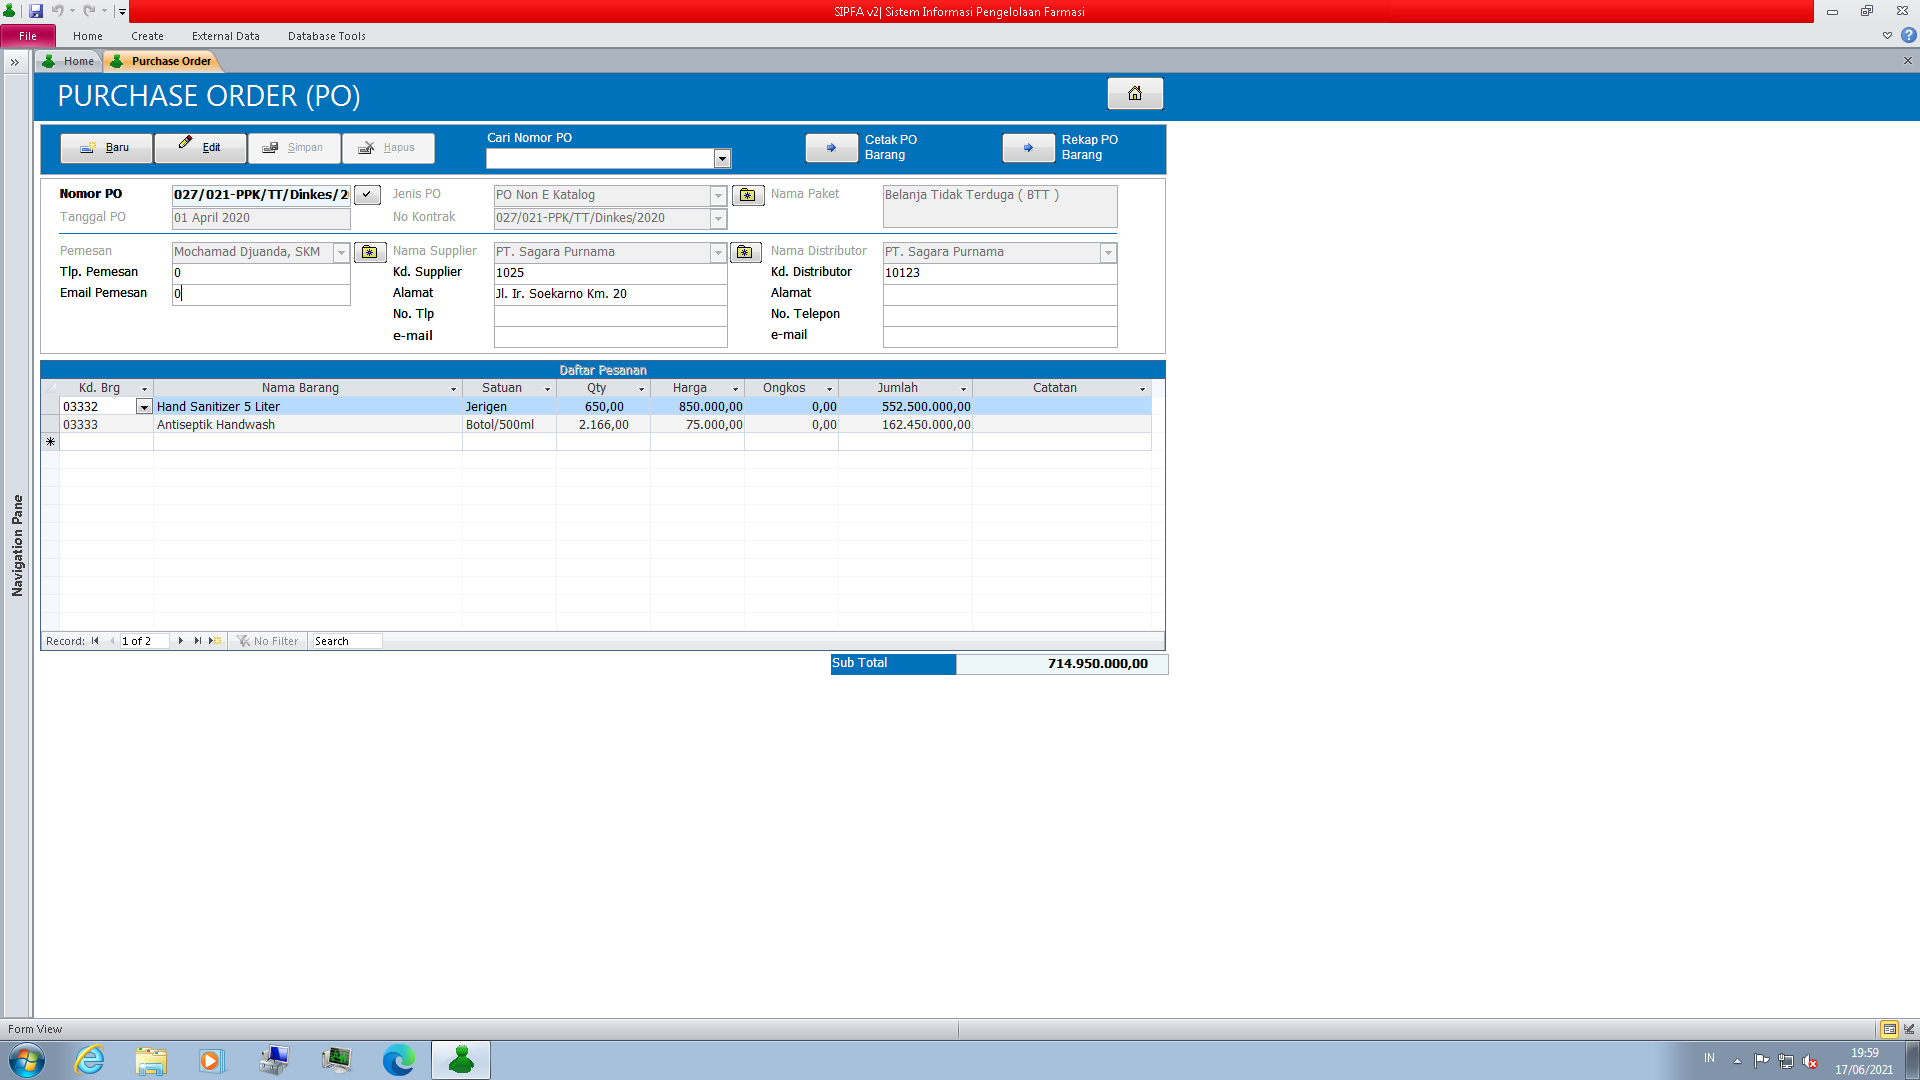 SIPFA v2| Sistem Informasi Pengelolaan Farmasi
File Home Create External Data Database Tools
Home Purchase Order
PURCHASE ORDER (PO)
Baru Edit Simpan Hapus
Cari Nomor PO
Cetak PO
Barang
Rekap PO
Barang
Nomor PO 027/021-PPK/TT/Dinkes/2 Jenis PO PO Non E Katalog Nama Paket Belanja Tidak Terduga ( BTT )
Tanggal PO 01 April 2020 No Kontrak 027/021-PPK/TT/Dinkes/2020
Pemesan Mochamad Djuanda, SKM Nama Supplier PT. Sagara Purnama Nama Distributor PT. Sagara Purnama
Tlp. Pemesan 0 Kd. Supplier 1025 Kd. Distributor 10123
Email Pemesan 0 Alamat Jl. Ir. Soekarno Km. 20 Alamat
No. Tlp No. Telepon
e-mail e-mail
Daftar Pesanan
Kd. Brg Nama Barang Satuan Qty Harga Ongkos Jumlah Catatan
03332 Hand Sanitizer 5 Liter Jerigen 650,00 850.000,00 0,00 552.500.000,00
03333 Antiseptik Handwash Botol/500ml 2.166,00 75.000,00 0,00 162.450.000,00
Record: 1 of 2 No Filter Search
Sub Total 714.950.000,00
Navigation Pane
Form View
IN
19:59
17/06/2021